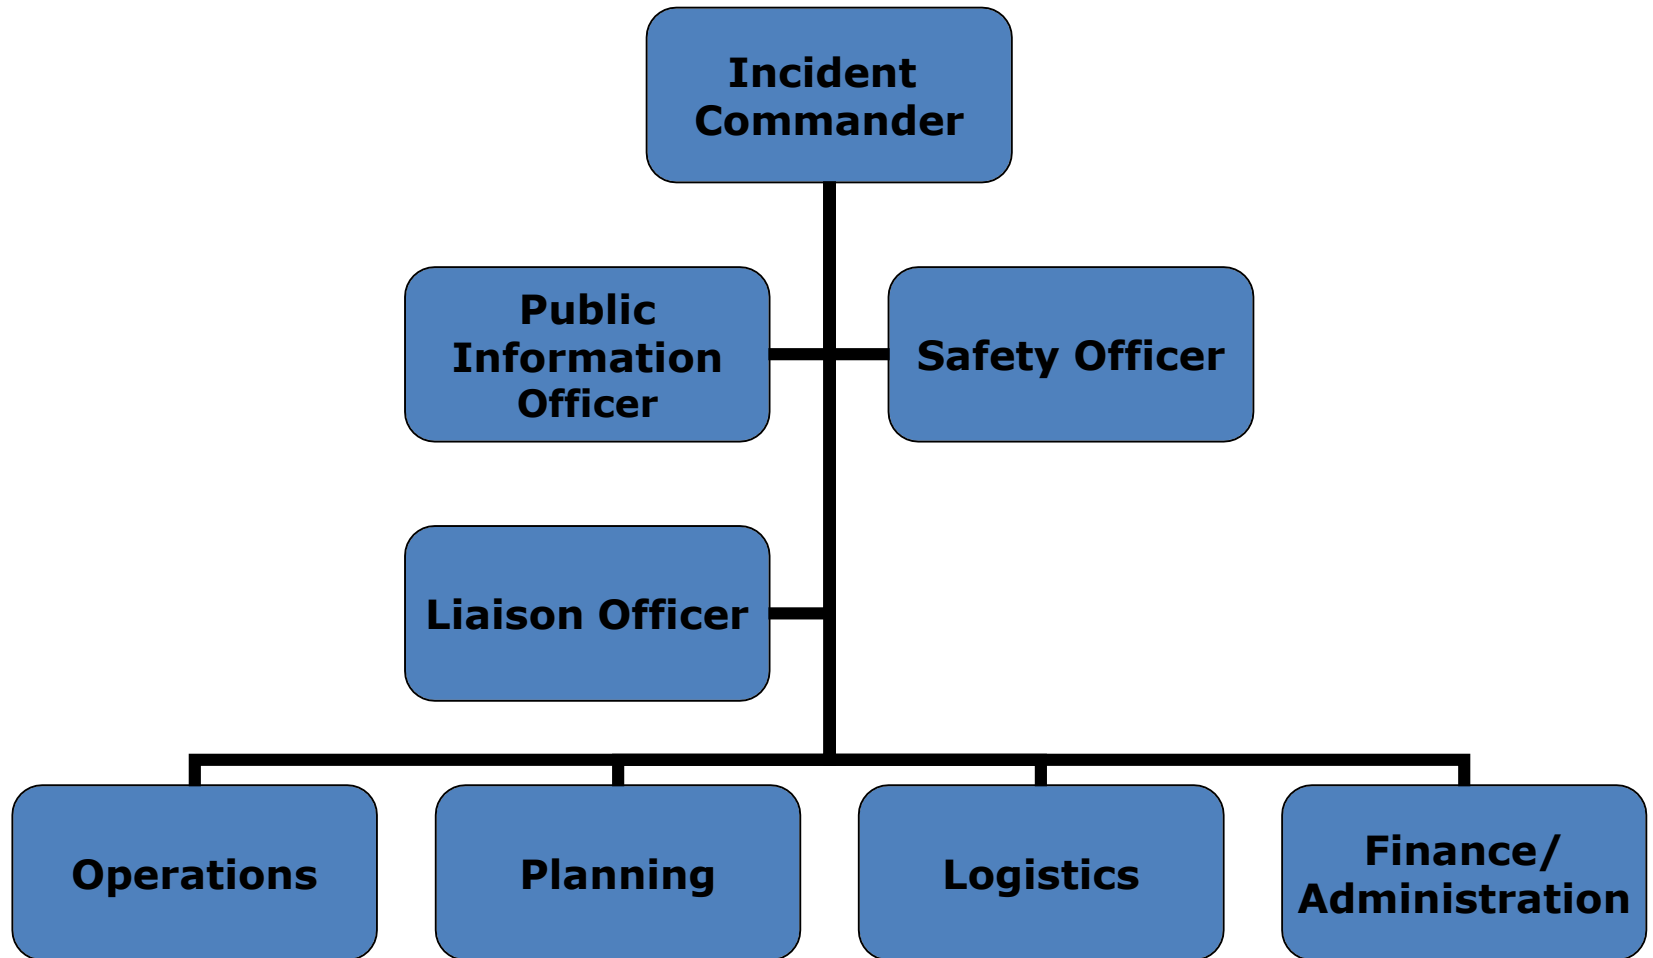 Incident
Commander
Public
Information
Officer
Safety Officer
Liaison Officer
Operations
Planning
Logistics
Finance/
Administration